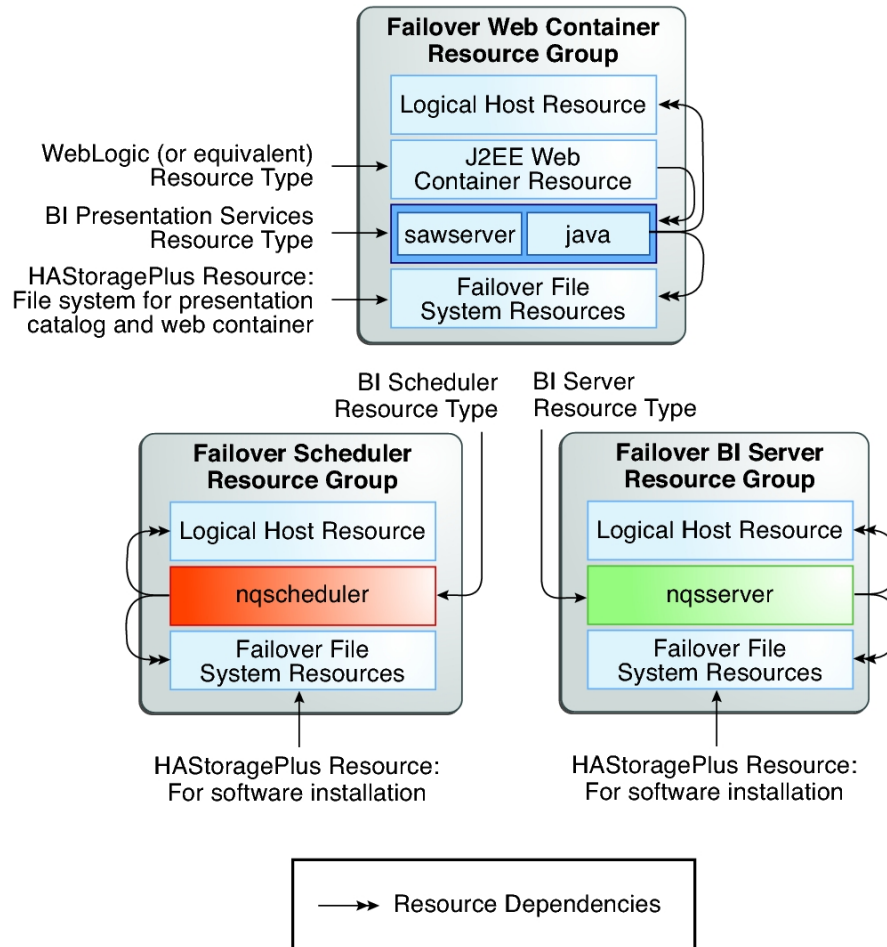 Failover Web Container
Resource Group
Logical Host Resource
WebLogic (or equivalent)
Resource Type
J2EE Web
Container Resource
BI Presentation Services
Resource Type
sawserver
java
HAStoragePlus Resource:
File system for presentation
catalog and web container
Failover File
System Resources
BI Scheduler
Resource Type
BI Server
Resource Type
Failover Scheduler
Resource Group
Logical Host Resource
nqscheduler
Failover File
System Resources
HAStoragePlus Resource:
For software installation
Failover BI Server
Resource Group
Logical Host Resource
nqsserver
Failover File
System Resources
HAStoragePlus Resource:
For software installation
Resource Dependencies